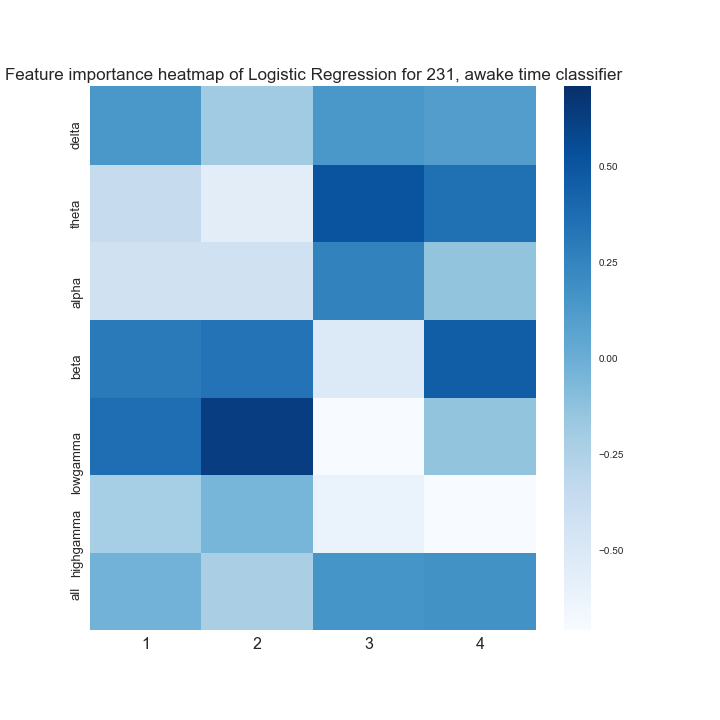 Feature importance heatmap of Logistic Regression for 231, awake time classifier
delta
theta
alpha
beta
lowgamma
highgamma
all
1 2 3 4
0.50
0.25
0.00
−0.25
−0.50